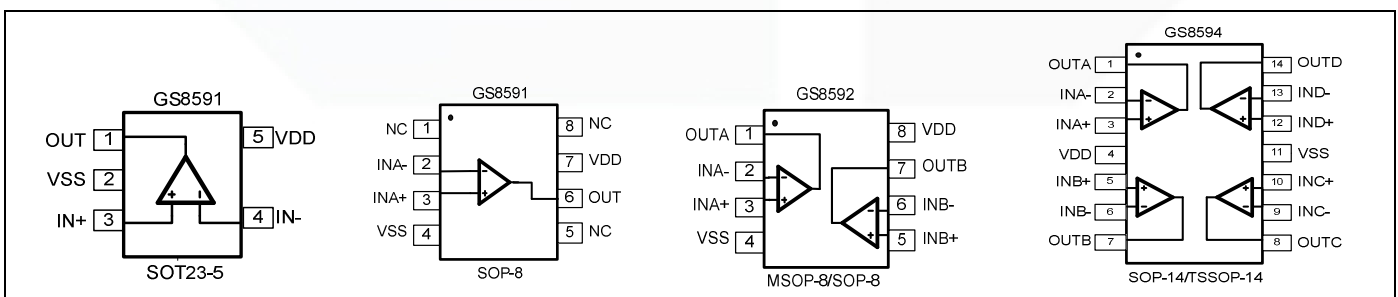 GS8591
OUT 1 5 VDD
VSS 2
IN+ 3 4 IN-
+ -
SOT23-5
GS8591
NC 1 8 NC
INA- 2 7 VDD
INA+ 3 6 OUT
VSS 4 5 NC
- +
SOP-8
GS8592
OUTA 1 8 VDD
INA- 2 7 OUTB
INA+ 3 6 INB-
VSS 4 5 INB+
- +
- +
MSOP-8/SOP-8
GS8594
OUTA 1 14 OUTD
INA- 2 13 IND-
INA+ 3 12 IND+
VDD 4 11 VSS
INB+ 5 10 INC+
INB- 6 9 INC-
OUTB 7 8 OUTC
- + - +
+ - + -
SOP-14/TSSOP-14